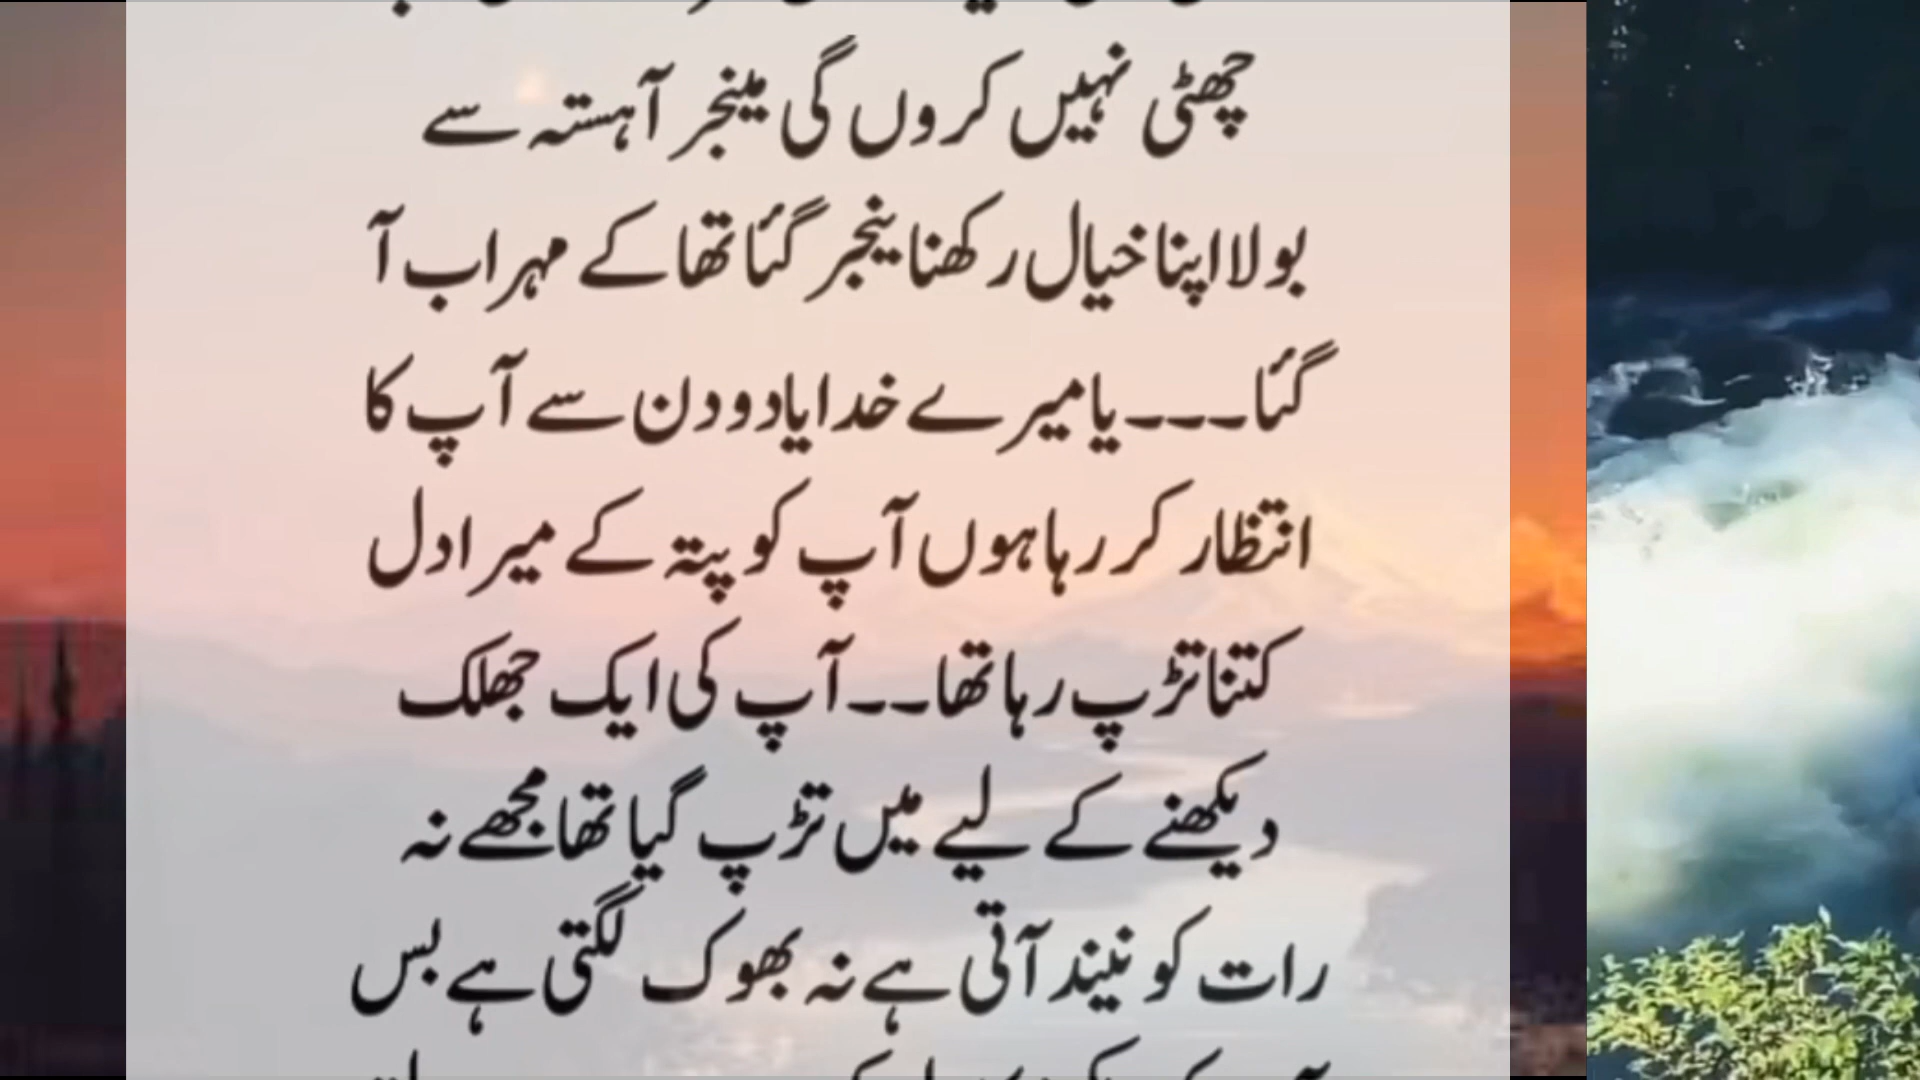 چھٹی نہیں کروں گی مینجر آہستہ سے
بولا اپنا خیال رکھنا ینجر گئا تھا کے مہراب آ
گئا۔۔۔ یا میرے خدایا دو دن سے آپ کا
انتظار کر رہا ہوں آپ کو پتہ کے میرا دل
کتنا تڑپ رہا تھا۔۔ آپ کی ایک جھلک
دیکھنے کے لیے میں تڑپ گیا تھا مجھے نہ
رات کو نیند آتی ہے نہ بھوک لگتی ہے بس